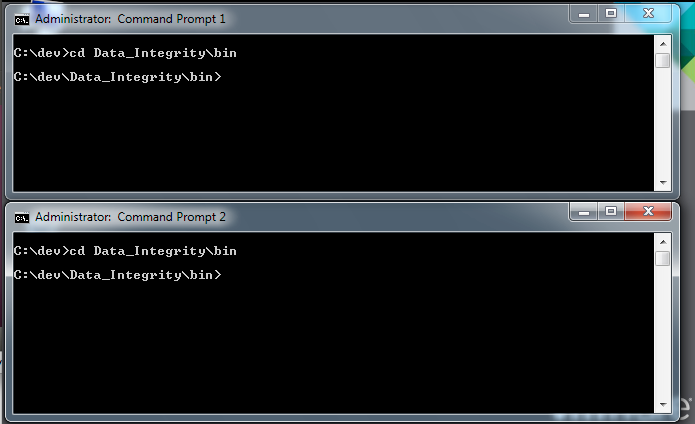 Administrator: Command Prompt 1
C:\dev>cd Data_Integrity\bin
C:\dev\Data_Integrity\bin>
Administrator: Command Prompt 2
C:\dev>cd Data_Integrity\bin
C:\dev\Data_Integrity\bin>